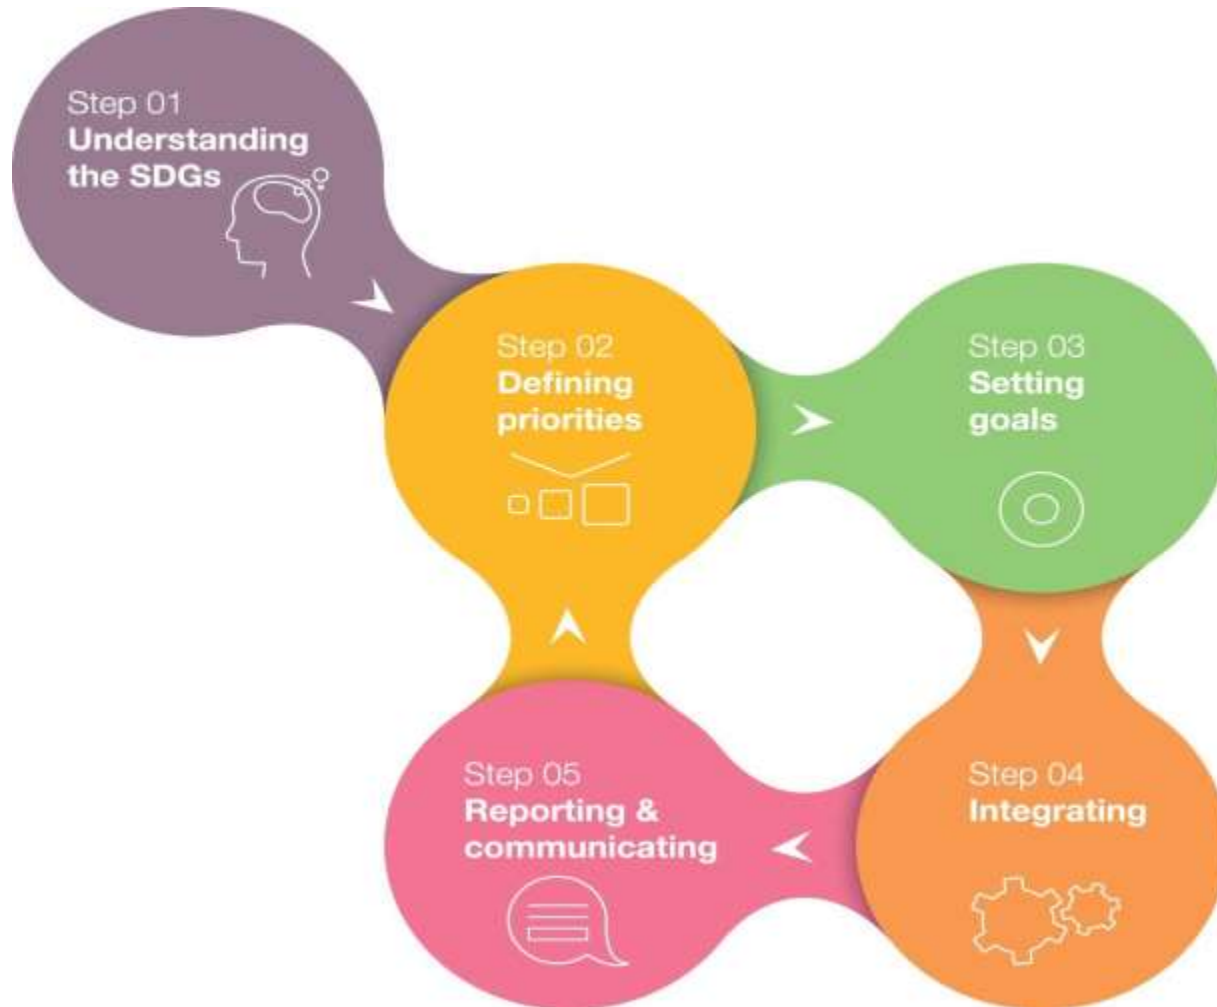 Step 01
Understanding
the SDGs
Step 02
Defining
priorities
Step 03
Setting
goals
Step 04
Integrating
Step 05
Reporting &
communicating